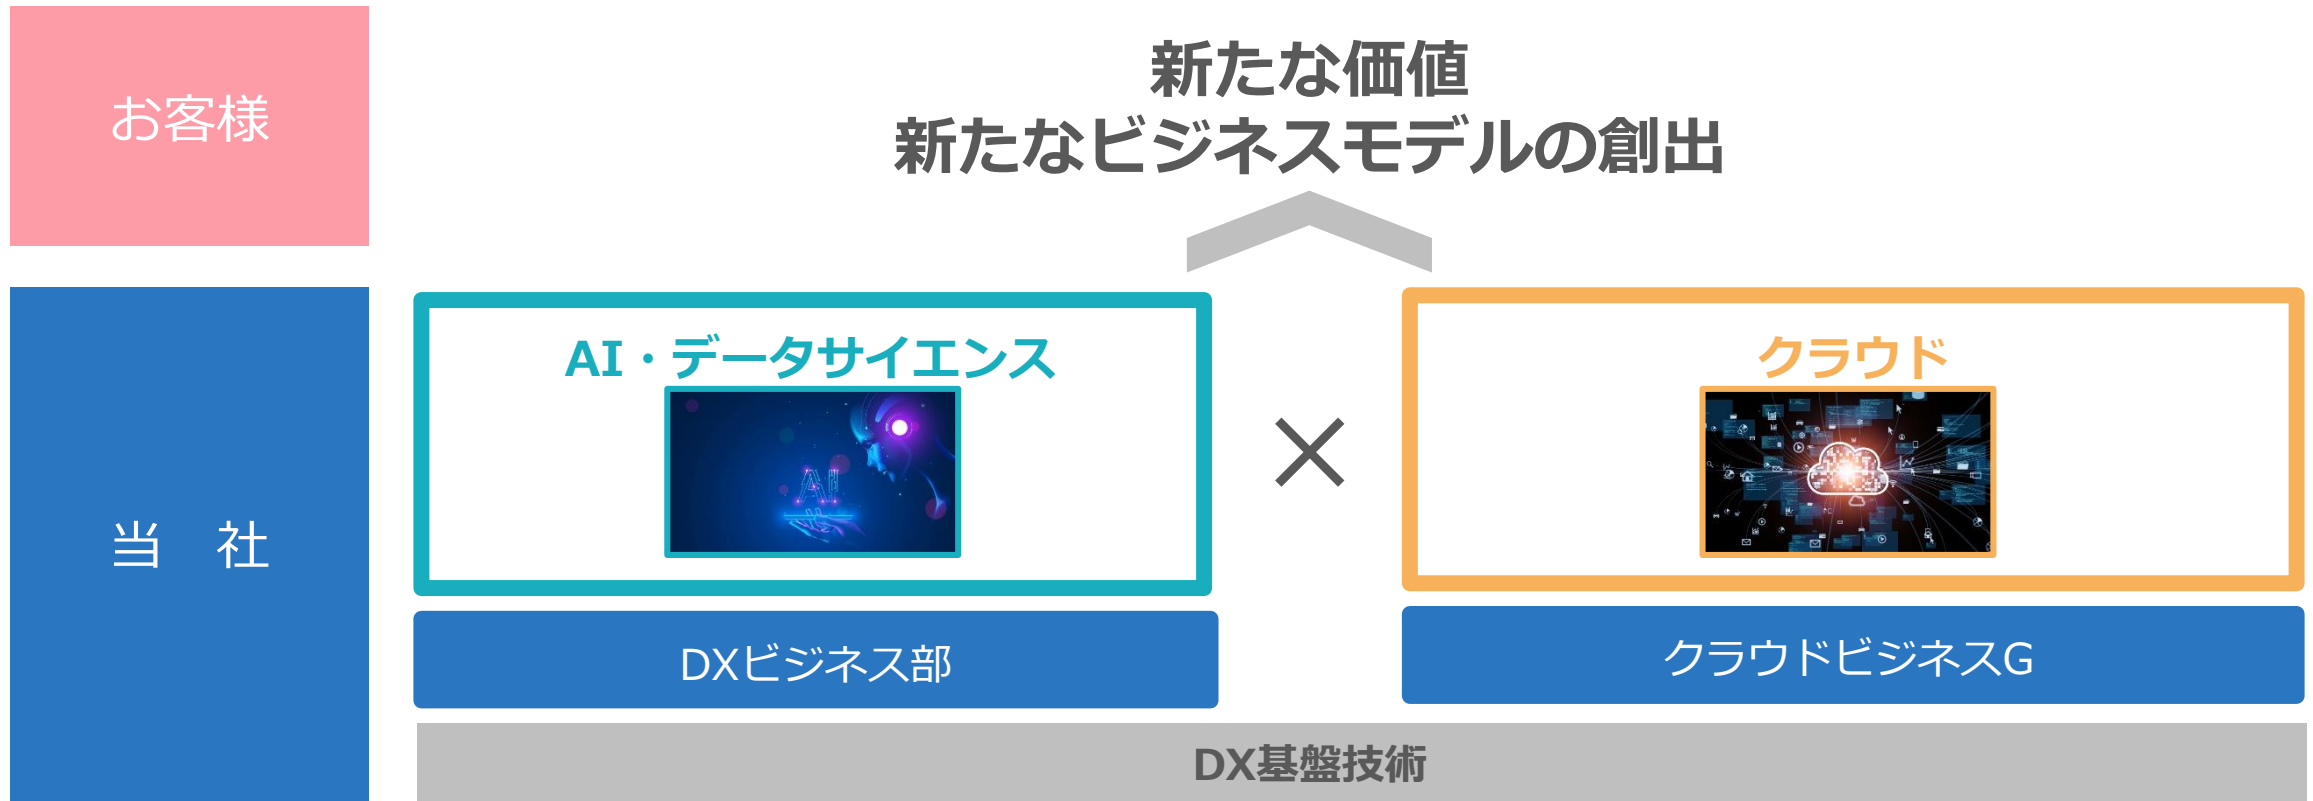 お客様
新たな価値
新たなビジネスモデルの創出
当　社
AI・データサイエンス
AI
×
クラウド
DXビジネス部
クラウドビジネスG
DX基盤技術